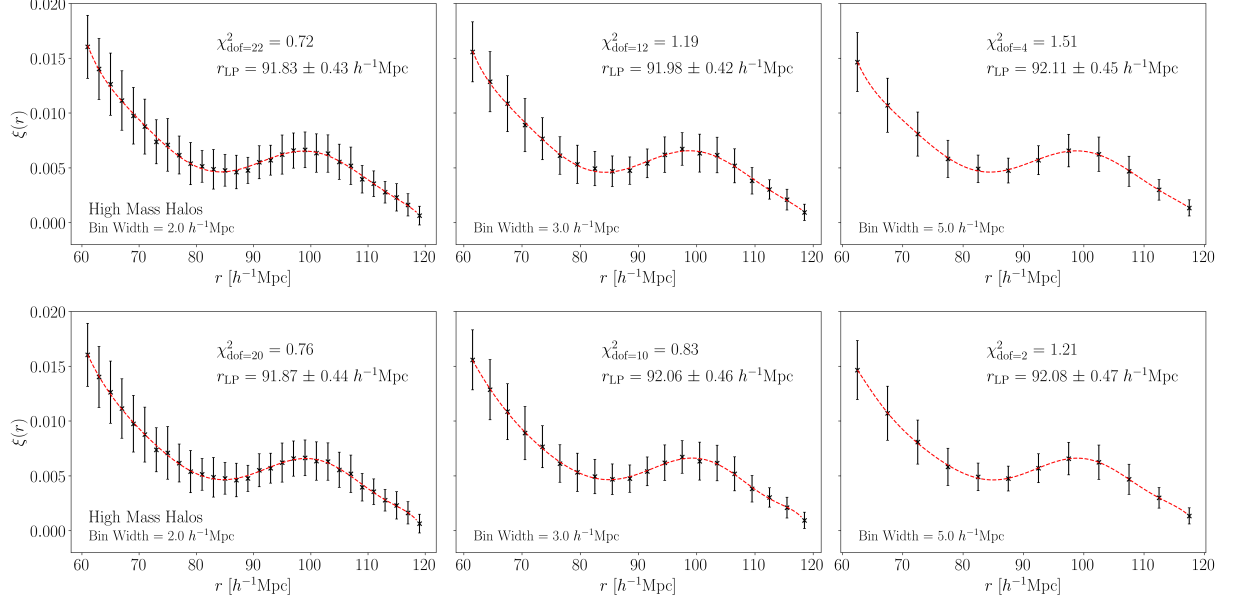 0.020
0.015
0.010
0.005
0.000
ξ(r)
χ²dof=22 = 0.72
rLP = 91.83 ± 0.43 h⁻¹Mpc
High Mass Halos
Bin Width = 2.0 h⁻¹Mpc
60 70 80 90 100 110 120
r [h⁻¹Mpc]
χ²dof=12 = 1.19
rLP = 91.98 ± 0.42 h⁻¹Mpc
Bin Width = 3.0 h⁻¹Mpc
60 70 80 90 100 110 120
r [h⁻¹Mpc]
χ²dof=4 = 1.51
rLP = 92.11 ± 0.45 h⁻¹Mpc
Bin Width = 5.0 h⁻¹Mpc
60 70 80 90 100 110 120
r [h⁻¹Mpc]
0.020
0.015
0.010
0.005
0.000
ξ(r)
χ²dof=20 = 0.76
rLP = 91.87 ± 0.44 h⁻¹Mpc
High Mass Halos
Bin Width = 2.0 h⁻¹Mpc
60 70 80 90 100 110 120
r [h⁻¹Mpc]
χ²dof=10 = 0.83
rLP = 92.06 ± 0.46 h⁻¹Mpc
Bin Width = 3.0 h⁻¹Mpc
60 70 80 90 100 110 120
r [h⁻¹Mpc]
χ²dof=2 = 1.21
rLP = 92.08 ± 0.47 h⁻¹Mpc
Bin Width = 5.0 h⁻¹Mpc
60 70 80 90 100 110 120
r [h⁻¹Mpc]